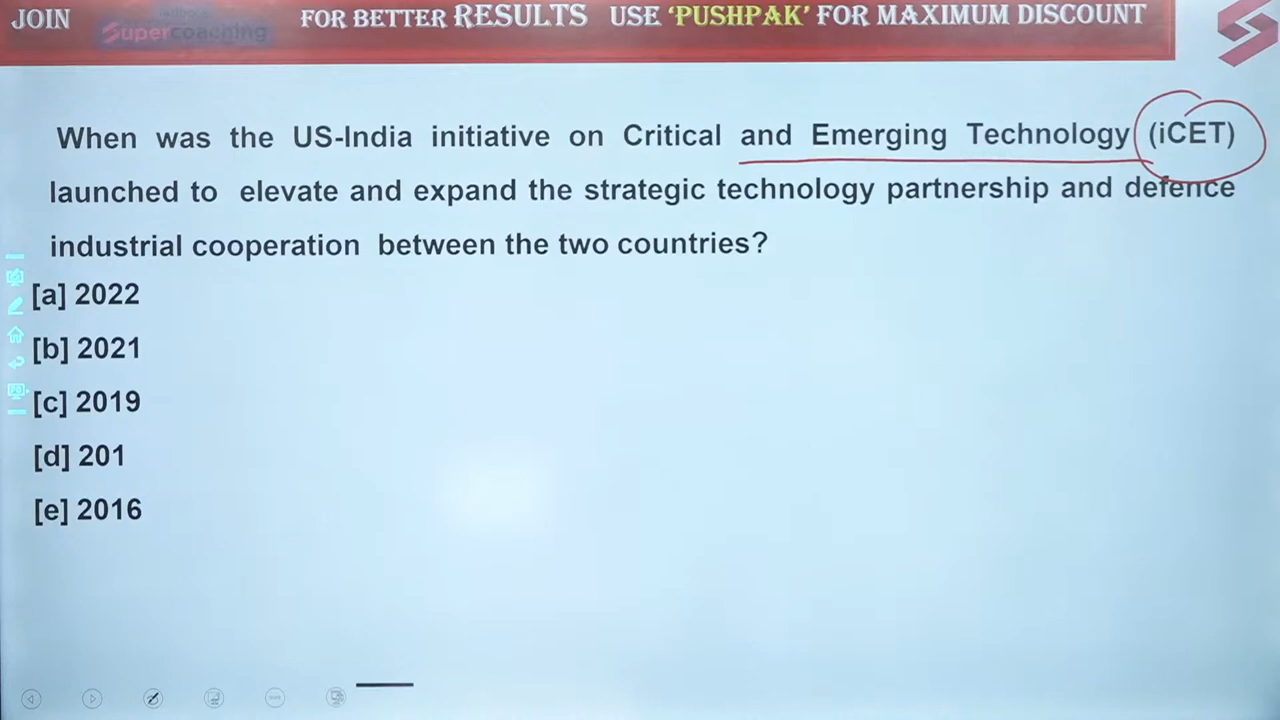 JOIN
Supercoaching
FOR BETTER RESULTS USE ‘PUSHPAK’ FOR MAXIMUM DISCOUNT
When was the US-India initiative on Critical and Emerging Technology (iCET)
launched to elevate and expand the strategic technology partnership and defence
industrial cooperation between the two countries?
[a] 2022
[b] 2021
[c] 2019
[d] 201
[e] 2016